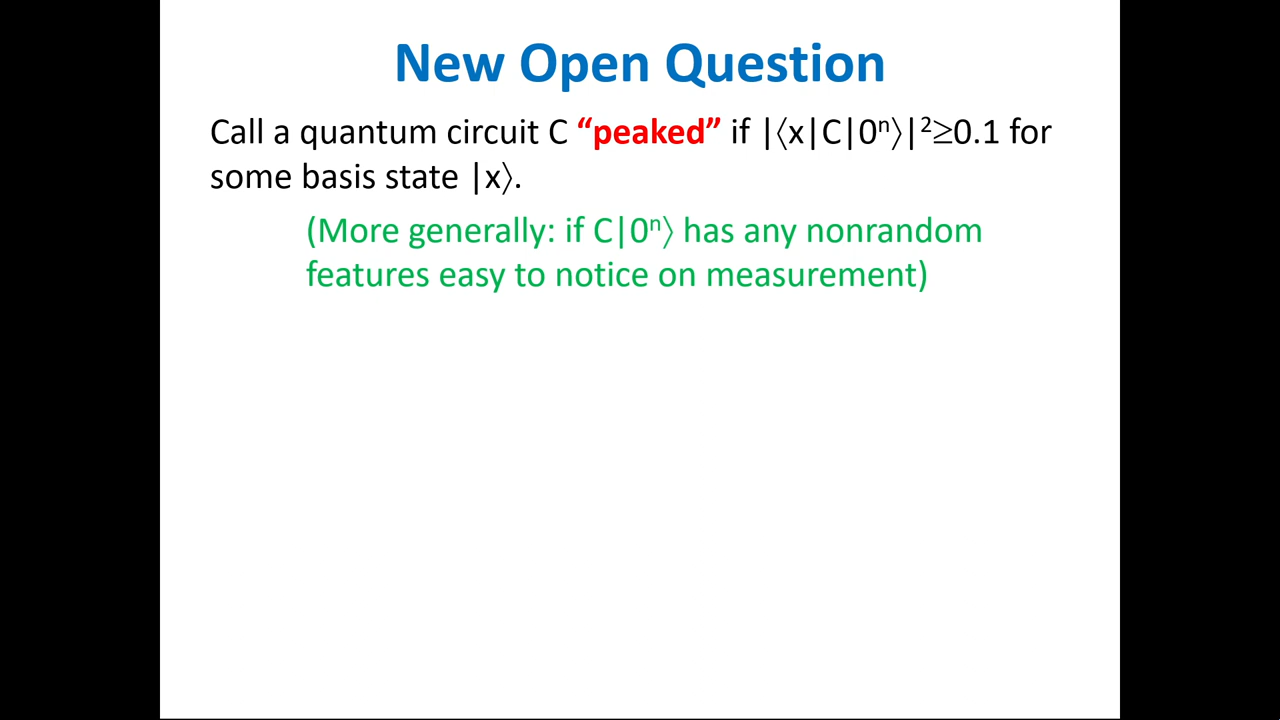 New Open Question
Call a quantum circuit C “peaked” if |⟨x|C|0ⁿ⟩|²≥0.1 for
some basis state |x⟩.
(More generally: if C|0ⁿ⟩ has any nonrandom
features easy to notice on measurement)